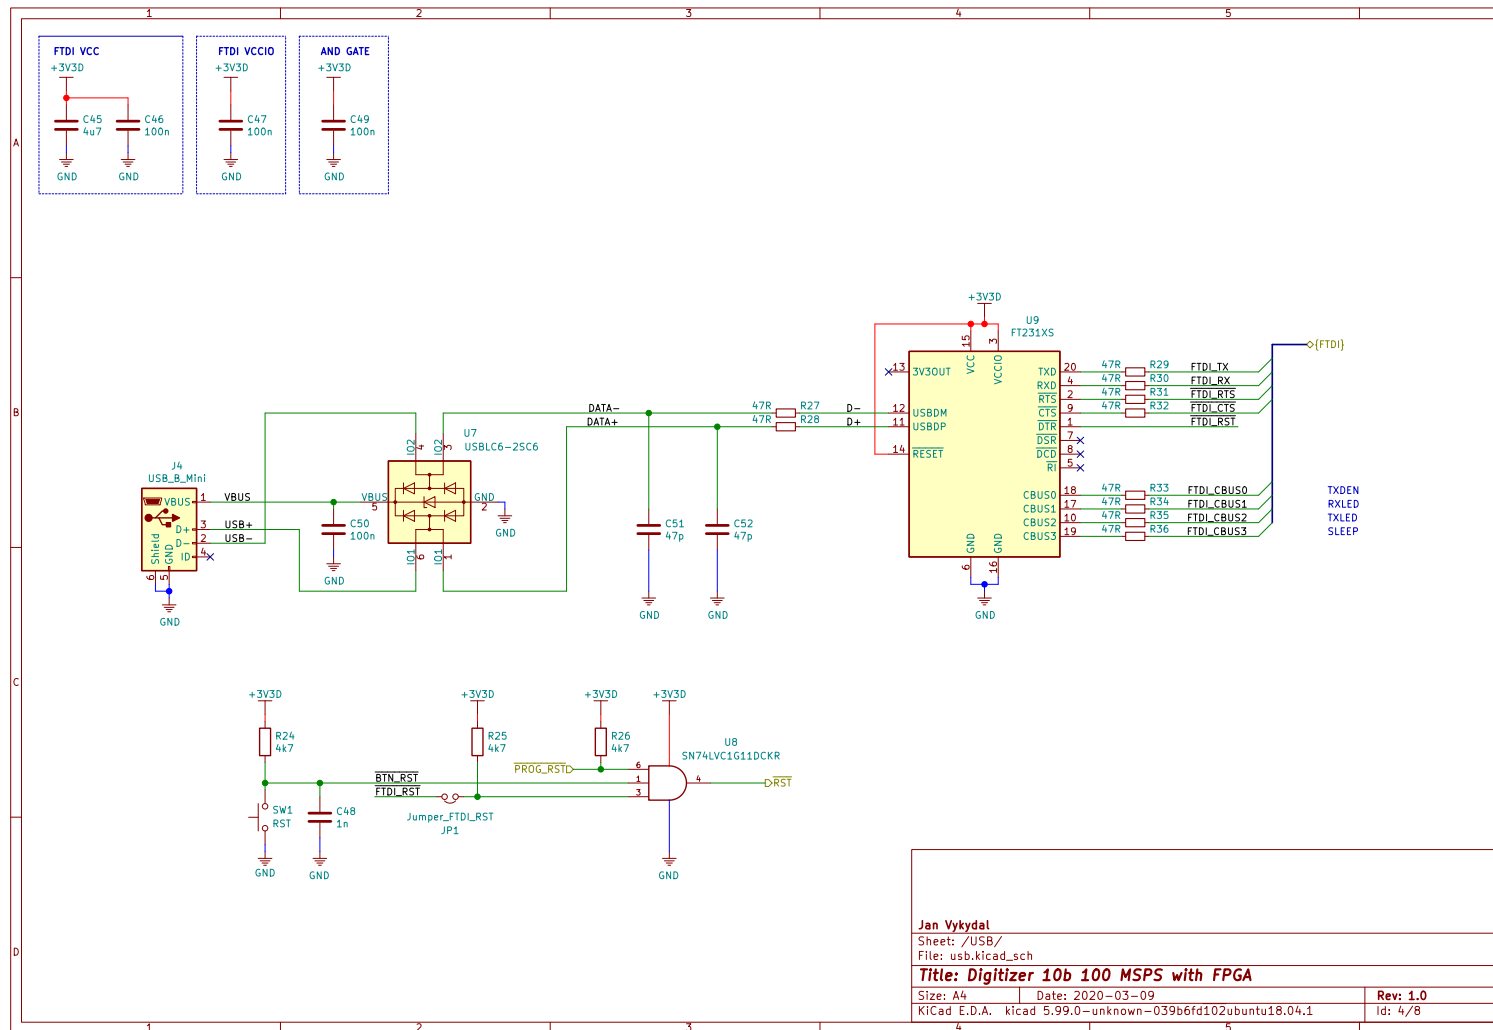 1 2 3 4 5
FTDI VCC
FTDI VCCIO
AND GATE
+3V3D
+3V3D
+3V3D
C45
4u7
C46
100n
C47
100n
C49
100n
A
GND
GND
GND
GND
B
+3V3D
U9
FT231XS
15
VCC
3
VCCIO
13 3V3OUT
12 USBDM
11 USBDP
14 RESET
TXD 20
RXD 4
RTS 2
CTS 9
DTR 1
DSR 7
DCD 8
RI 5
CBUS0 18
CBUS1 17
CBUS2 10
CBUS3 19
GND
6
GND
16
GND
47R R29 FTDI_TX
47R R30 FTDI_RX
47R R31 FTDI_RTS
47R R32 FTDI_CTS
FTDI_RST
{FTDI}
47R R33 FTDI_CBUS0 TXDEN
47R R34 FTDI_CBUS1 RXLED
47R R35 FTDI_CBUS2 TXLED
47R R36 FTDI_CBUS3 SLEEP
DATA- 47R R27 D-
DATA+ 47R R28 D+
U7
USBLC6-2SC6
IO2
4
IO2
3
VBUS
5
GND
2
IO1
6
IO1
1
GND
J4
USB_B_Mini
VBUS 1 VBUS
D+ 3 USB+
D- 2 USB-
ID 4
Shield
6
GND
5
GND
C50
100n
GND
C51
47p
GND
C52
47p
GND
C
+3V3D
+3V3D
+3V3D
+3V3D
R24
4k7
R25
4k7
R26
4k7
U8
SN74LVC1G11DCKR
PROG_RST
6
BTN_RST
1
FTDI_RST
3
4
RST
SW1
RST
C48
1n
Jumper_FTDI_RST
JP1
GND
GND
GND
D
Jan Vykydal
Sheet: /USB/
File: usb.kicad_sch
Title: Digitizer 10b 100 MSPS with FPGA
Size: A4 Date: 2020-03-09 Rev: 1.0
KiCad E.D.A. kicad 5.99.0-unknown-039b6fd102ubuntu18.04.1 Id: 4/8
1 2 3 4 5